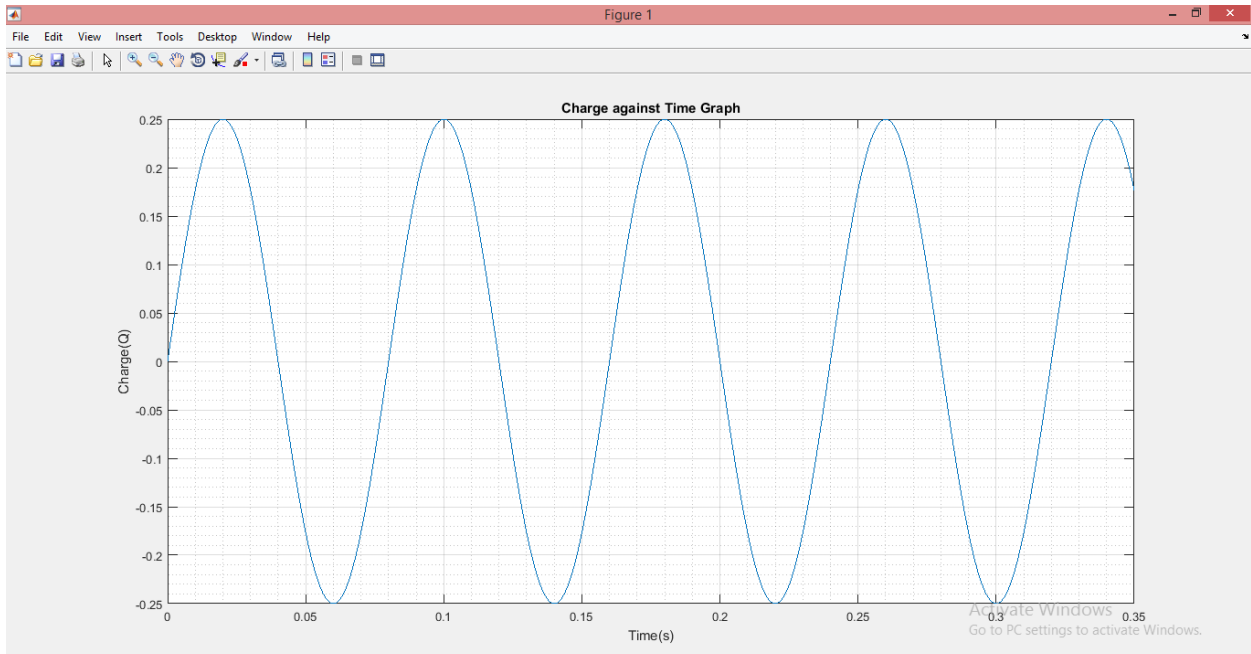 Figure 1
File Edit View Insert Tools Desktop Window Help
Charge against Time Graph
0.25
0.2
0.15
0.1
0.05
0
-0.05
-0.1
-0.15
-0.2
-0.25
Charge(Q)
0 0.05 0.1 0.15 0.2 0.25 0.3 0.35
Time(s)
Activate Windows
Go to PC settings to activate Windows.